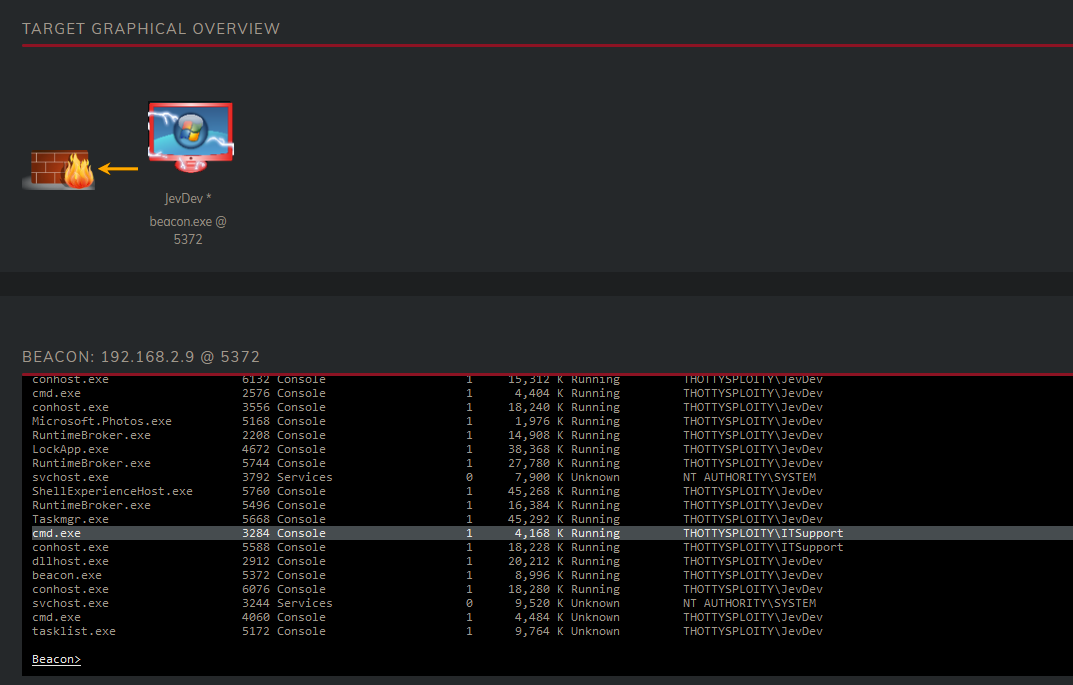 TARGET GRAPHICAL OVERVIEW
JevDev *
beacon.exe @
5372
BEACON: 192.168.2.9 @ 5372
conhost.exe 6132 Console 1 15,312 K Running THOTTYSPLOITY\JevDev
cmd.exe 2576 Console 1 4,404 K Running THOTTYSPLOITY\JevDev
conhost.exe 3556 Console 1 18,240 K Running THOTTYSPLOITY\JevDev
Microsoft.Photos.exe 5168 Console 1 1,976 K Running THOTTYSPLOITY\JevDev
RuntimeBroker.exe 2208 Console 1 14,908 K Running THOTTYSPLOITY\JevDev
LockApp.exe 4672 Console 1 38,368 K Running THOTTYSPLOITY\JevDev
RuntimeBroker.exe 5744 Console 1 27,780 K Running THOTTYSPLOITY\JevDev
svchost.exe 3792 Services 0 7,900 K Unknown NT AUTHORITY\SYSTEM
ShellExperienceHost.exe 5760 Console 1 45,268 K Running THOTTYSPLOITY\JevDev
RuntimeBroker.exe 5496 Console 1 16,384 K Running THOTTYSPLOITY\JevDev
Taskmgr.exe 5668 Console 1 45,292 K Running THOTTYSPLOITY\JevDev
cmd.exe 3284 Console 1 4,168 K Running THOTTYSPLOITY\ITSupport
conhost.exe 5588 Console 1 18,228 K Running THOTTYSPLOITY\ITSupport
dllhost.exe 2912 Console 1 20,212 K Running THOTTYSPLOITY\JevDev
beacon.exe 5372 Console 1 8,996 K Running THOTTYSPLOITY\JevDev
conhost.exe 6076 Console 1 18,280 K Running THOTTYSPLOITY\JevDev
svchost.exe 3244 Services 0 9,520 K Unknown NT AUTHORITY\SYSTEM
cmd.exe 4060 Console 1 4,484 K Unknown THOTTYSPLOITY\JevDev
tasklist.exe 5172 Console 1 9,764 K Unknown THOTTYSPLOITY\JevDev
Beacon>